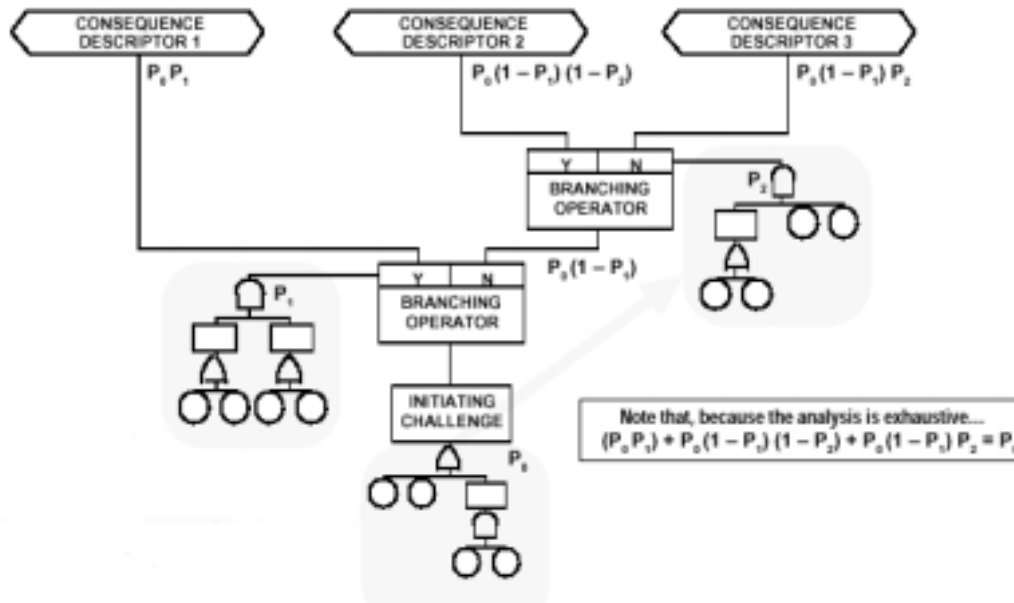 CONSEQUENCE
DESCRIPTOR 1
CONSEQUENCE
DESCRIPTOR 2
CONSEQUENCE
DESCRIPTOR 3
P₀ P₁
P₀ (1 – P₁) (1 – P₂)
P₀ (1 – P₁) P₂
Y N
BRANCHING
OPERATOR
P₂
P₀ (1 – P₁)
Y N
BRANCHING
OPERATOR
P₁
INITIATING
CHALLENGE
P₀
Note that, because the analysis is exhaustive....
(P₀ P₁) + P₀ (1 – P₁) (1 – P₂) + P₀ (1 – P₁) P₂ = P₀